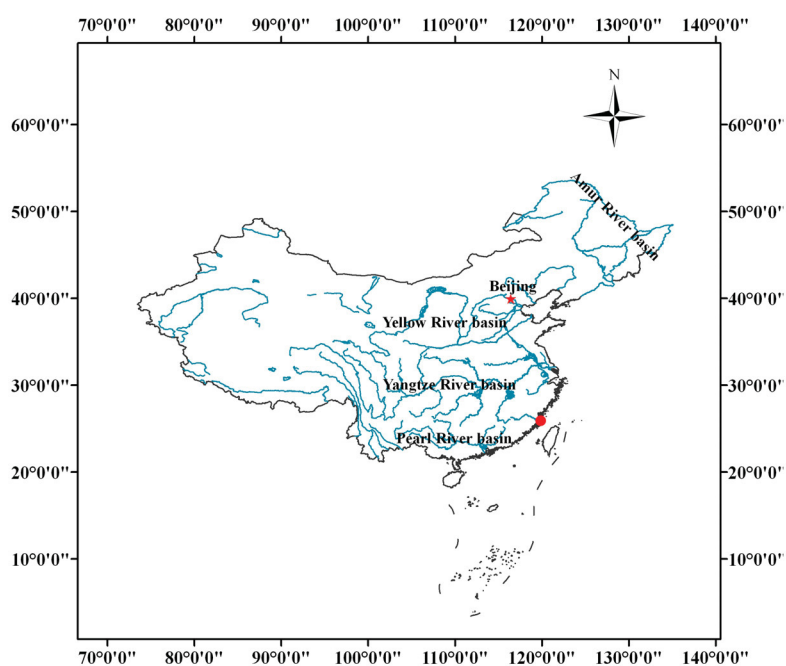 70°0'0" 80°0'0" 90°0'0" 100°0'0" 110°0'0" 120°0'0" 130°0'0" 140°0'0"
N
60°0'0" 60°0'0"
Amur River basin
50°0'0" 50°0'0"
Beijing
40°0'0" 40°0'0"
Yellow River basin
Yangtze River basin
30°0'0" 30°0'0"
Pearl River basin
20°0'0" 20°0'0"
10°0'0" 10°0'0"
70°0'0" 80°0'0" 90°0'0" 100°0'0" 110°0'0" 120°0'0" 130°0'0" 140°0'0"